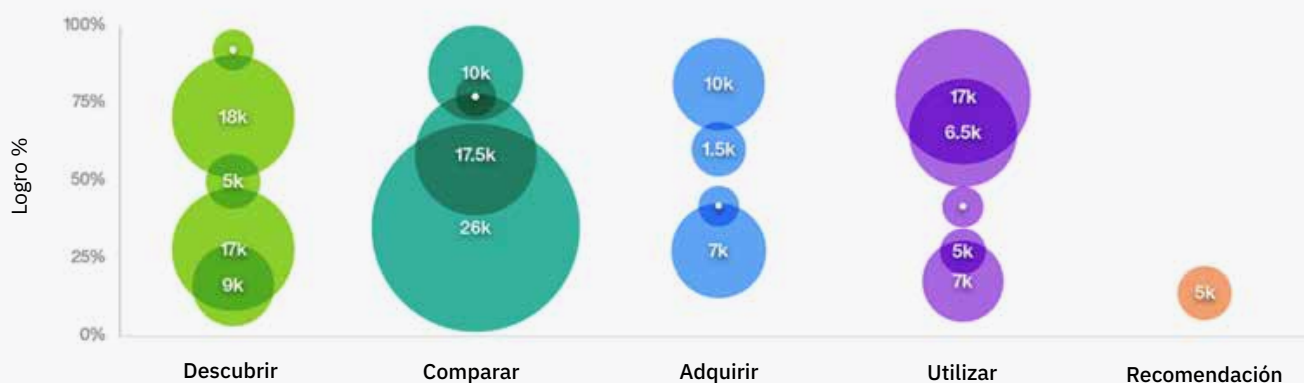 Logro %
100%
75%
50%
25%
0%
18k
5k
17k
9k
10k
17.5k
26k
10k
1.5k
7k
17k
6.5k
5k
7k
5k
Descubrir
Comparar
Adquirir
Utilizar
Recomendación